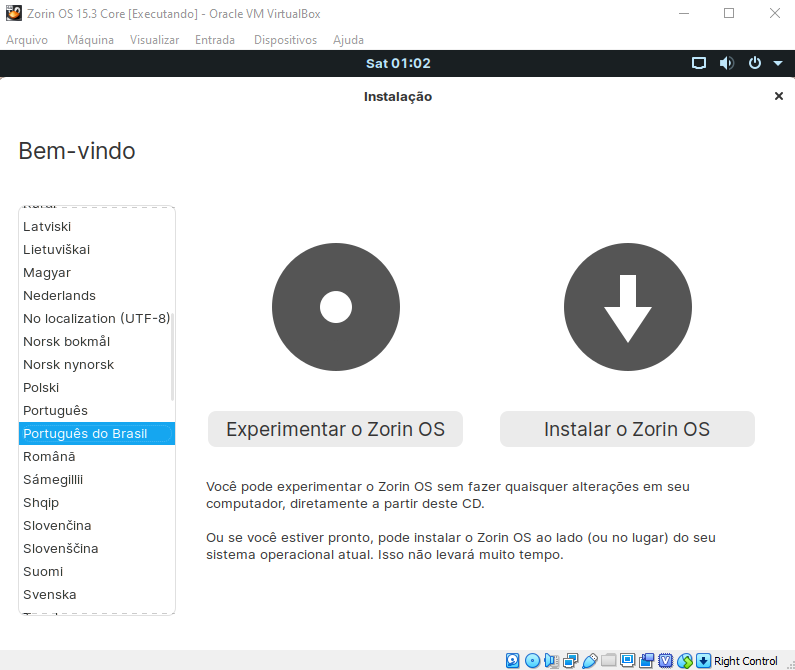 Zorin OS 15.3 Core [Executando] - Oracle VM VirtualBox
Arquivo Máquina Visualizar Entrada Dispositivos Ajuda
Sat 01:02
Instalação
Bem-vindo
Latviski
Lietuviškai
Magyar
Nederlands
No localization (UTF-8)
Norsk bokmål
Norsk nynorsk
Polski
Português
Português do Brasil
Română
Sámegillii
Shqip
Slovenčina
Slovenščina
Suomi
Svenska
Experimentar o Zorin OS
Instalar o Zorin OS
Você pode experimentar o Zorin OS sem fazer quaisquer alterações em seu
computador, diretamente a partir deste CD.
Ou se você estiver pronto, pode instalar o Zorin OS ao lado (ou no lugar) do seu
sistema operacional atual. Isso não levará muito tempo.
Right Control